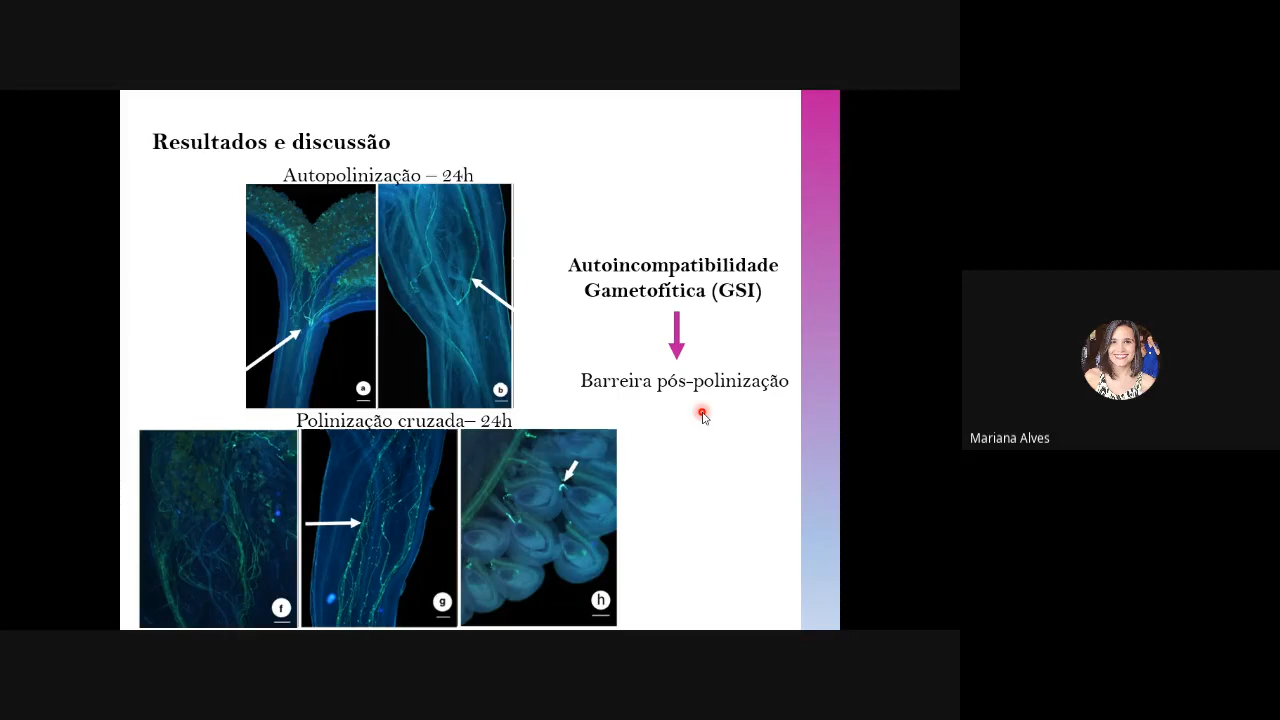 Resultados e discussão
Autopolinização – 24h
a
b
Autoincompatibilidade
Gametofítica (GSI)
Barreira pós-polinização
Polinização cruzada– 24h
f
g
h
Mariana Alves